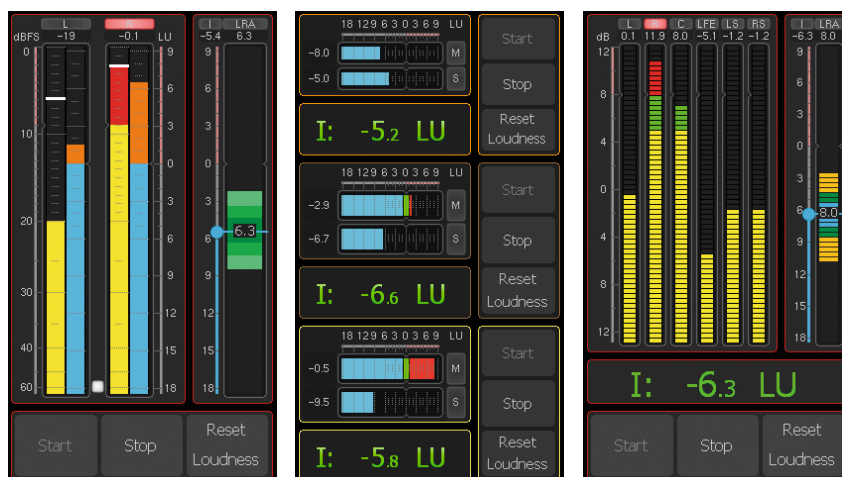 L R I LRA
dBFS -19 -0.1 LU -5.4 6.3
0 9 9
6 6
10 3 3
0 0
20 3 3
6.3
6 6
30 9 9
12 12
40 15 15
60 18 18
Start Stop Reset Loudness
18 12 9 6 3 0 3 6 9 LU
-8.0 M
-5.0 S
I: -5.2 LU
Start
Stop
Reset
Loudness
18 12 9 6 3 0 3 6 9 LU
-2.9 M
-6.7 S
I: -6.6 LU
Start
Stop
Reset
Loudness
18 12 9 6 3 0 3 6 9 LU
-0.5 M
-9.5 S
I: -5.8 LU
Start
Stop
Reset
Loudness
L R C LFE LS RS I LRA
dB 0.1 11.9 8.0 -5.1 -1.2 -1.2 -6.3 8.0
12 9
8 6
4 3
0 0
4 3
8 6 8.0
12 9
12
15
18
I: -6.3 LU
Start Stop Reset
Loudness